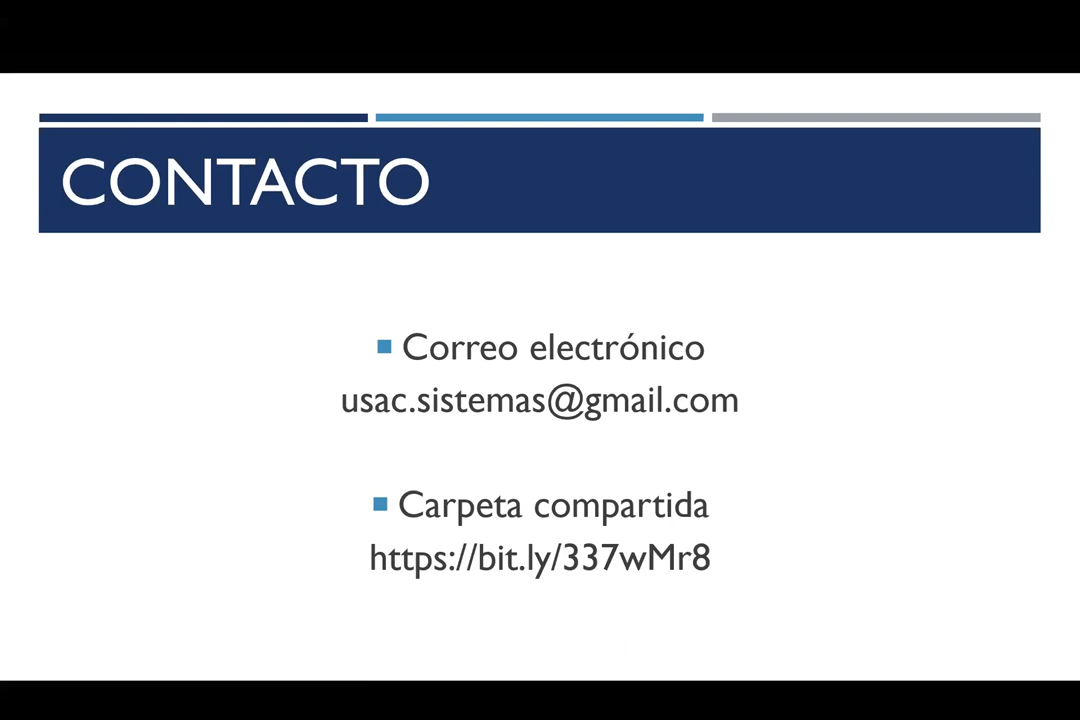 CONTACTO
Correo electrónico
usac.sistemas@gmail.com
Carpeta compartida
https://bit.ly/337wMr8